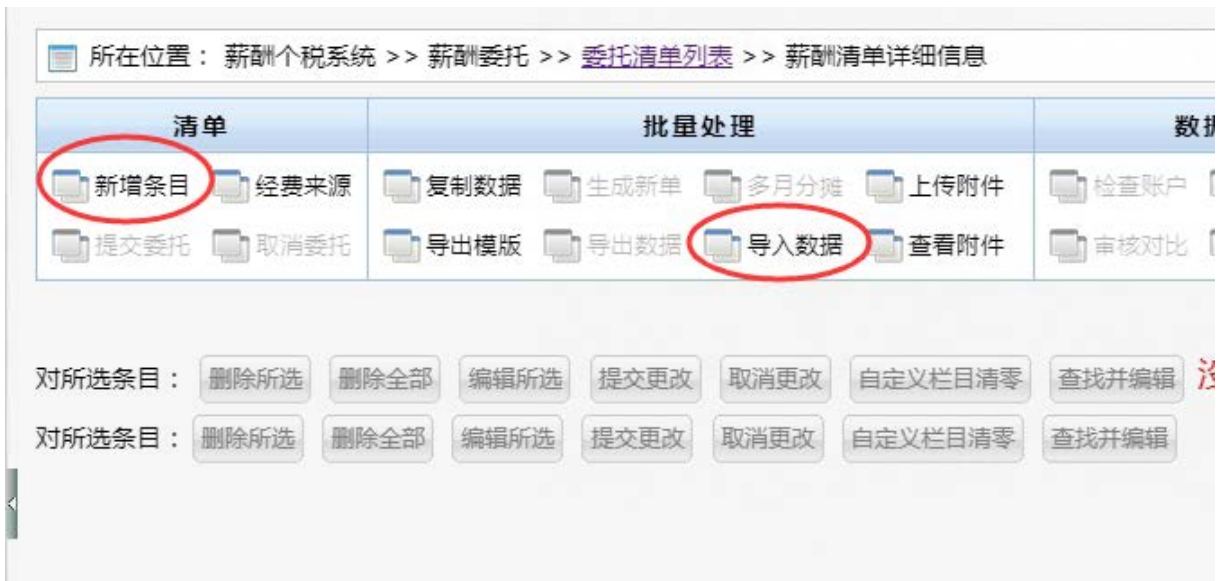 所在位置： 薪酬个税系统 >> 薪酬委托 >> 委托清单列表 >> 薪酬清单详细信息
清单 批量处理 数据
新增条目 经费来源 复制数据 生成新单 多月分摊 上传附件 检查账户
提交委托 取消委托 导出模版 导出数据 导入数据 查看附件 审核对比
对所选条目： 删除所选 删除全部 编辑所选 提交更改 取消更改 自定义栏目清零 查找并编辑
对所选条目： 删除所选 删除全部 编辑所选 提交更改 取消更改 自定义栏目清零 查找并编辑